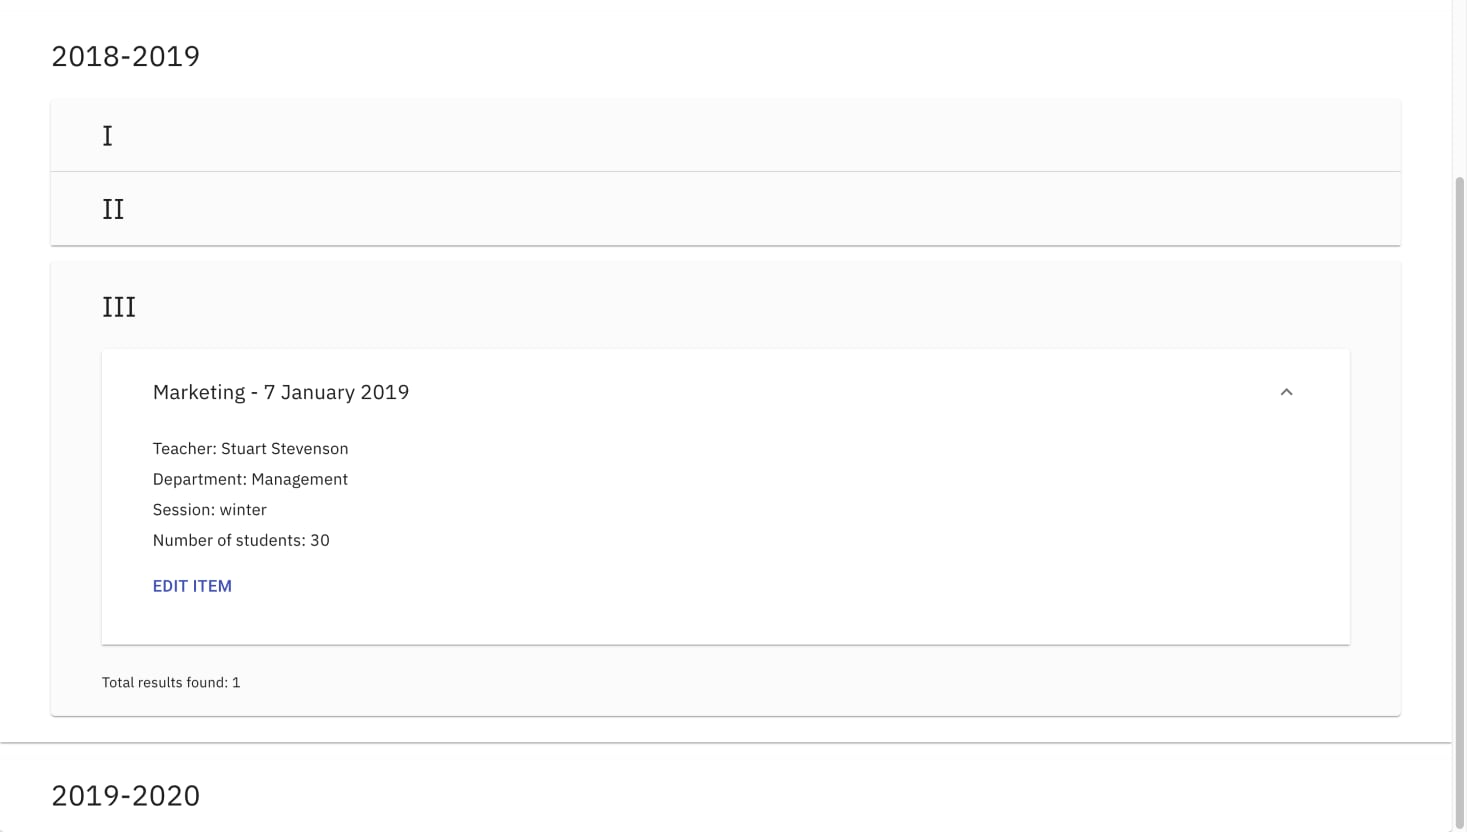 2018-2019
I
II
III
Marketing - 7 January 2019
Teacher: Stuart Stevenson
Department: Management
Session: winter
Number of students: 30
EDIT ITEM
Total results found: 1
2019-2020